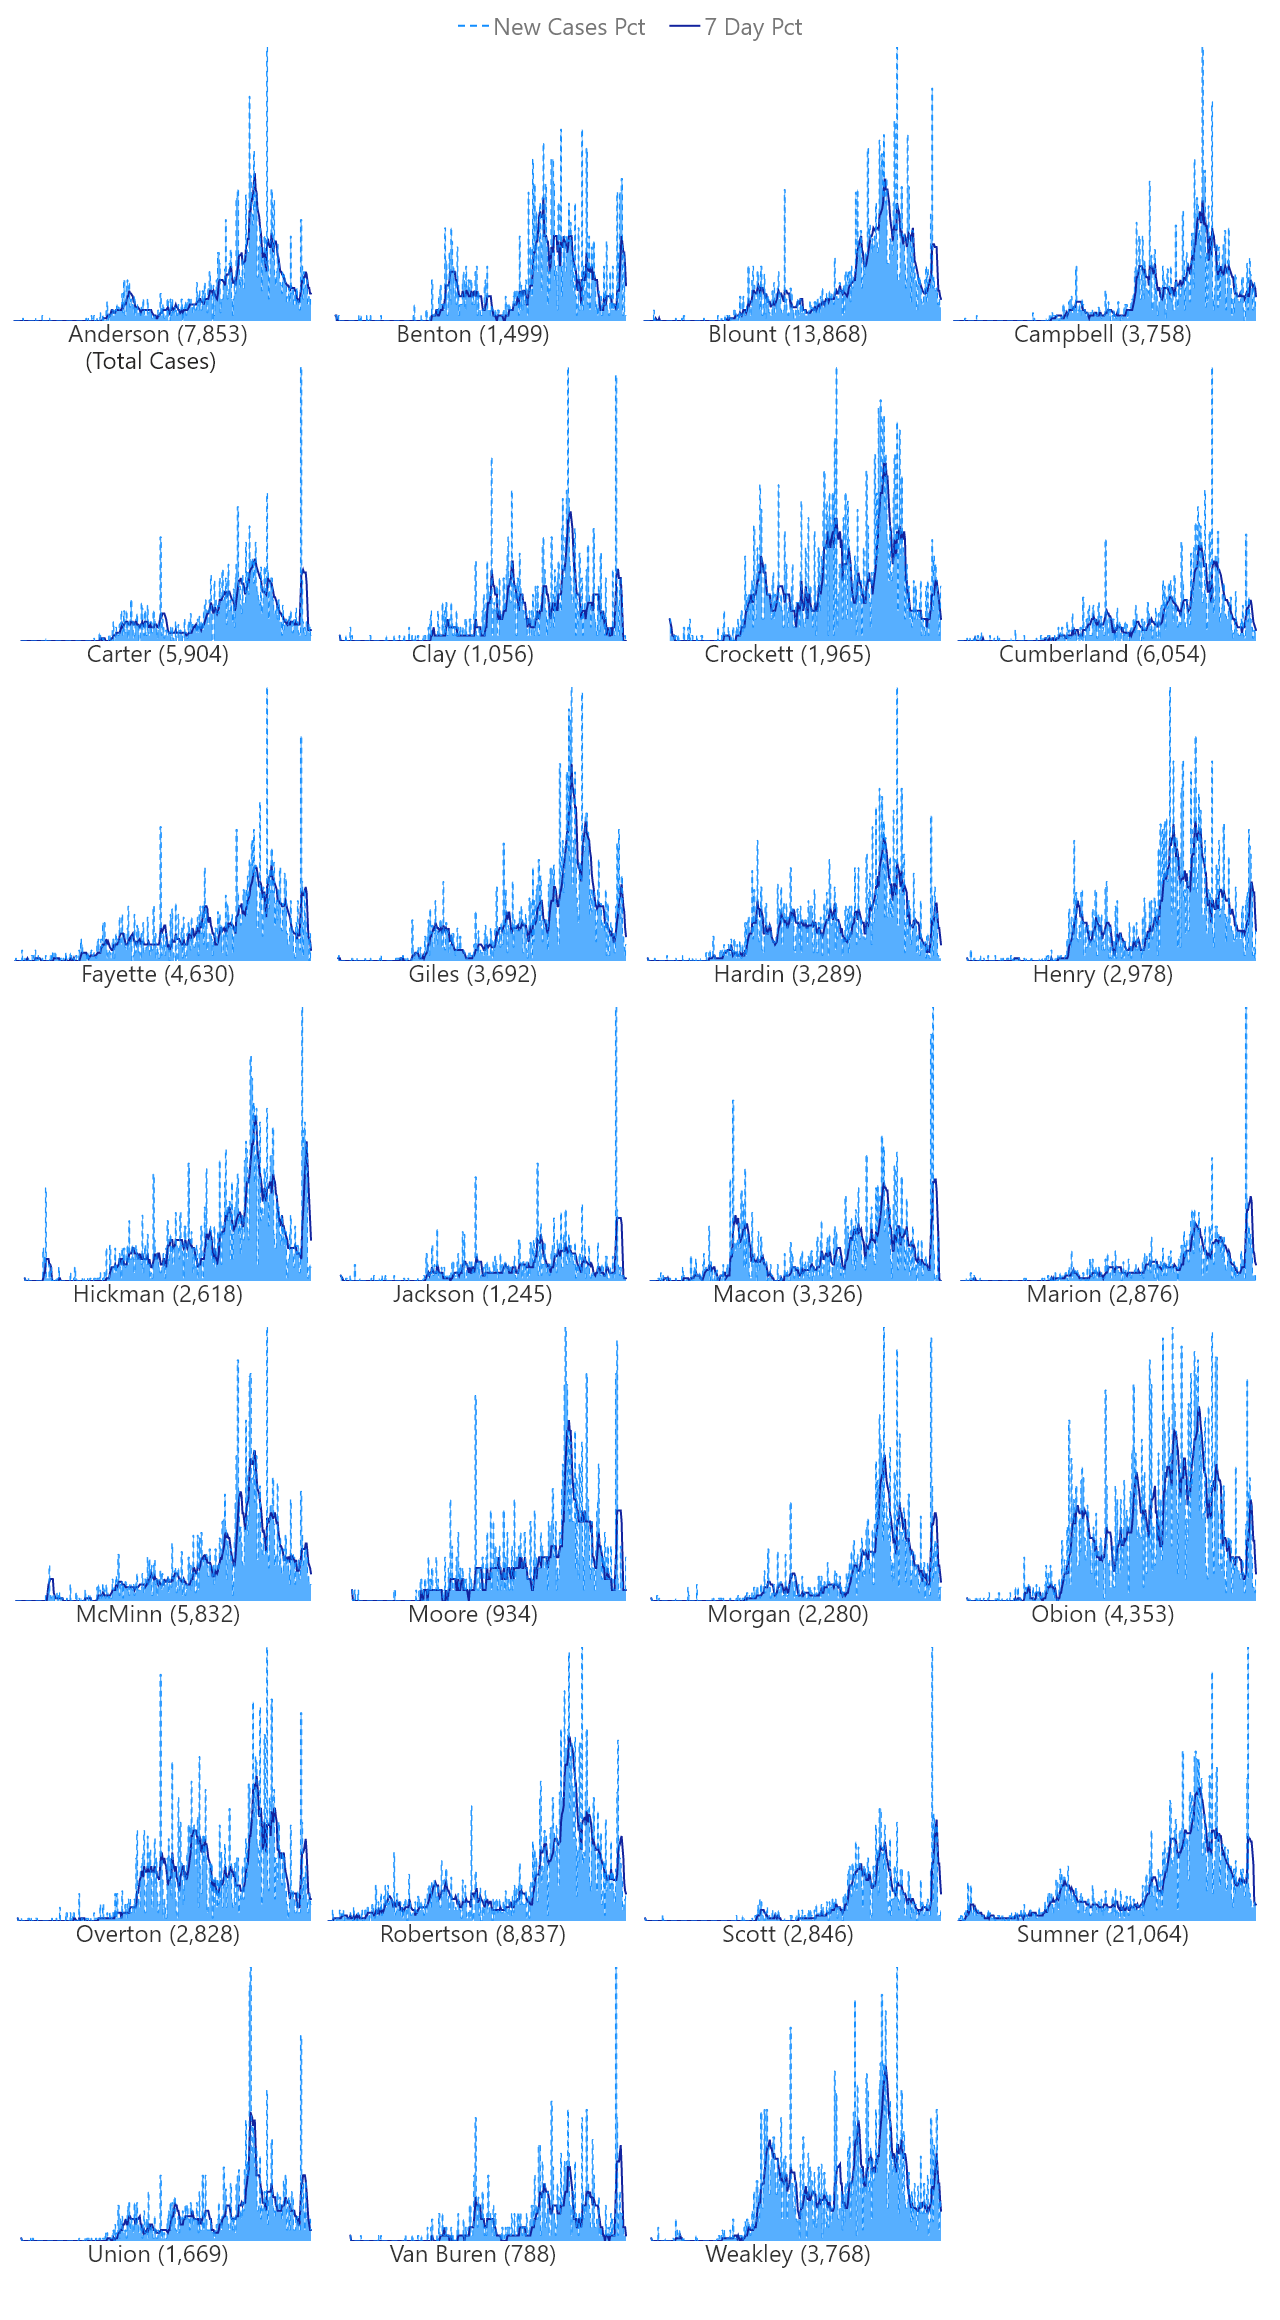 New Cases Pct 7 Day Pct
Anderson (7,853) Benton (1,499) Blount (13,868) Campbell (3,758)
(Total Cases)
Carter (5,904) Clay (1,056) Crockett (1,965) Cumberland (6,054)
Fayette (4,630) Giles (3,692) Hardin (3,289) Henry (2,978)
Hickman (2,618) Jackson (1,245) Macon (3,326) Marion (2,876)
McMinn (5,832) Moore (934) Morgan (2,280) Obion (4,353)
Overton (2,828) Robertson (8,837) Scott (2,846) Sumner (21,064)
Union (1,669) Van Buren (788) Weakley (3,768)